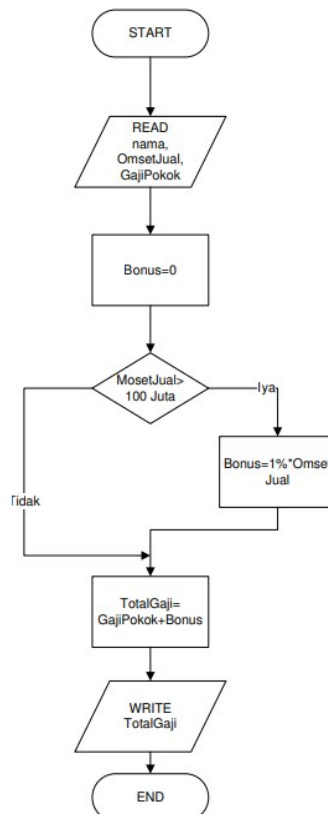 START
READ
nama,
OmsetJual,
GajiPokok
Bonus=0
MosetJual>
100 Juta
Iya
Bonus=1%*Omset
Jual
Tidak
TotalGaji=
GajiPokok+Bonus
WRITE
TotalGaji
END